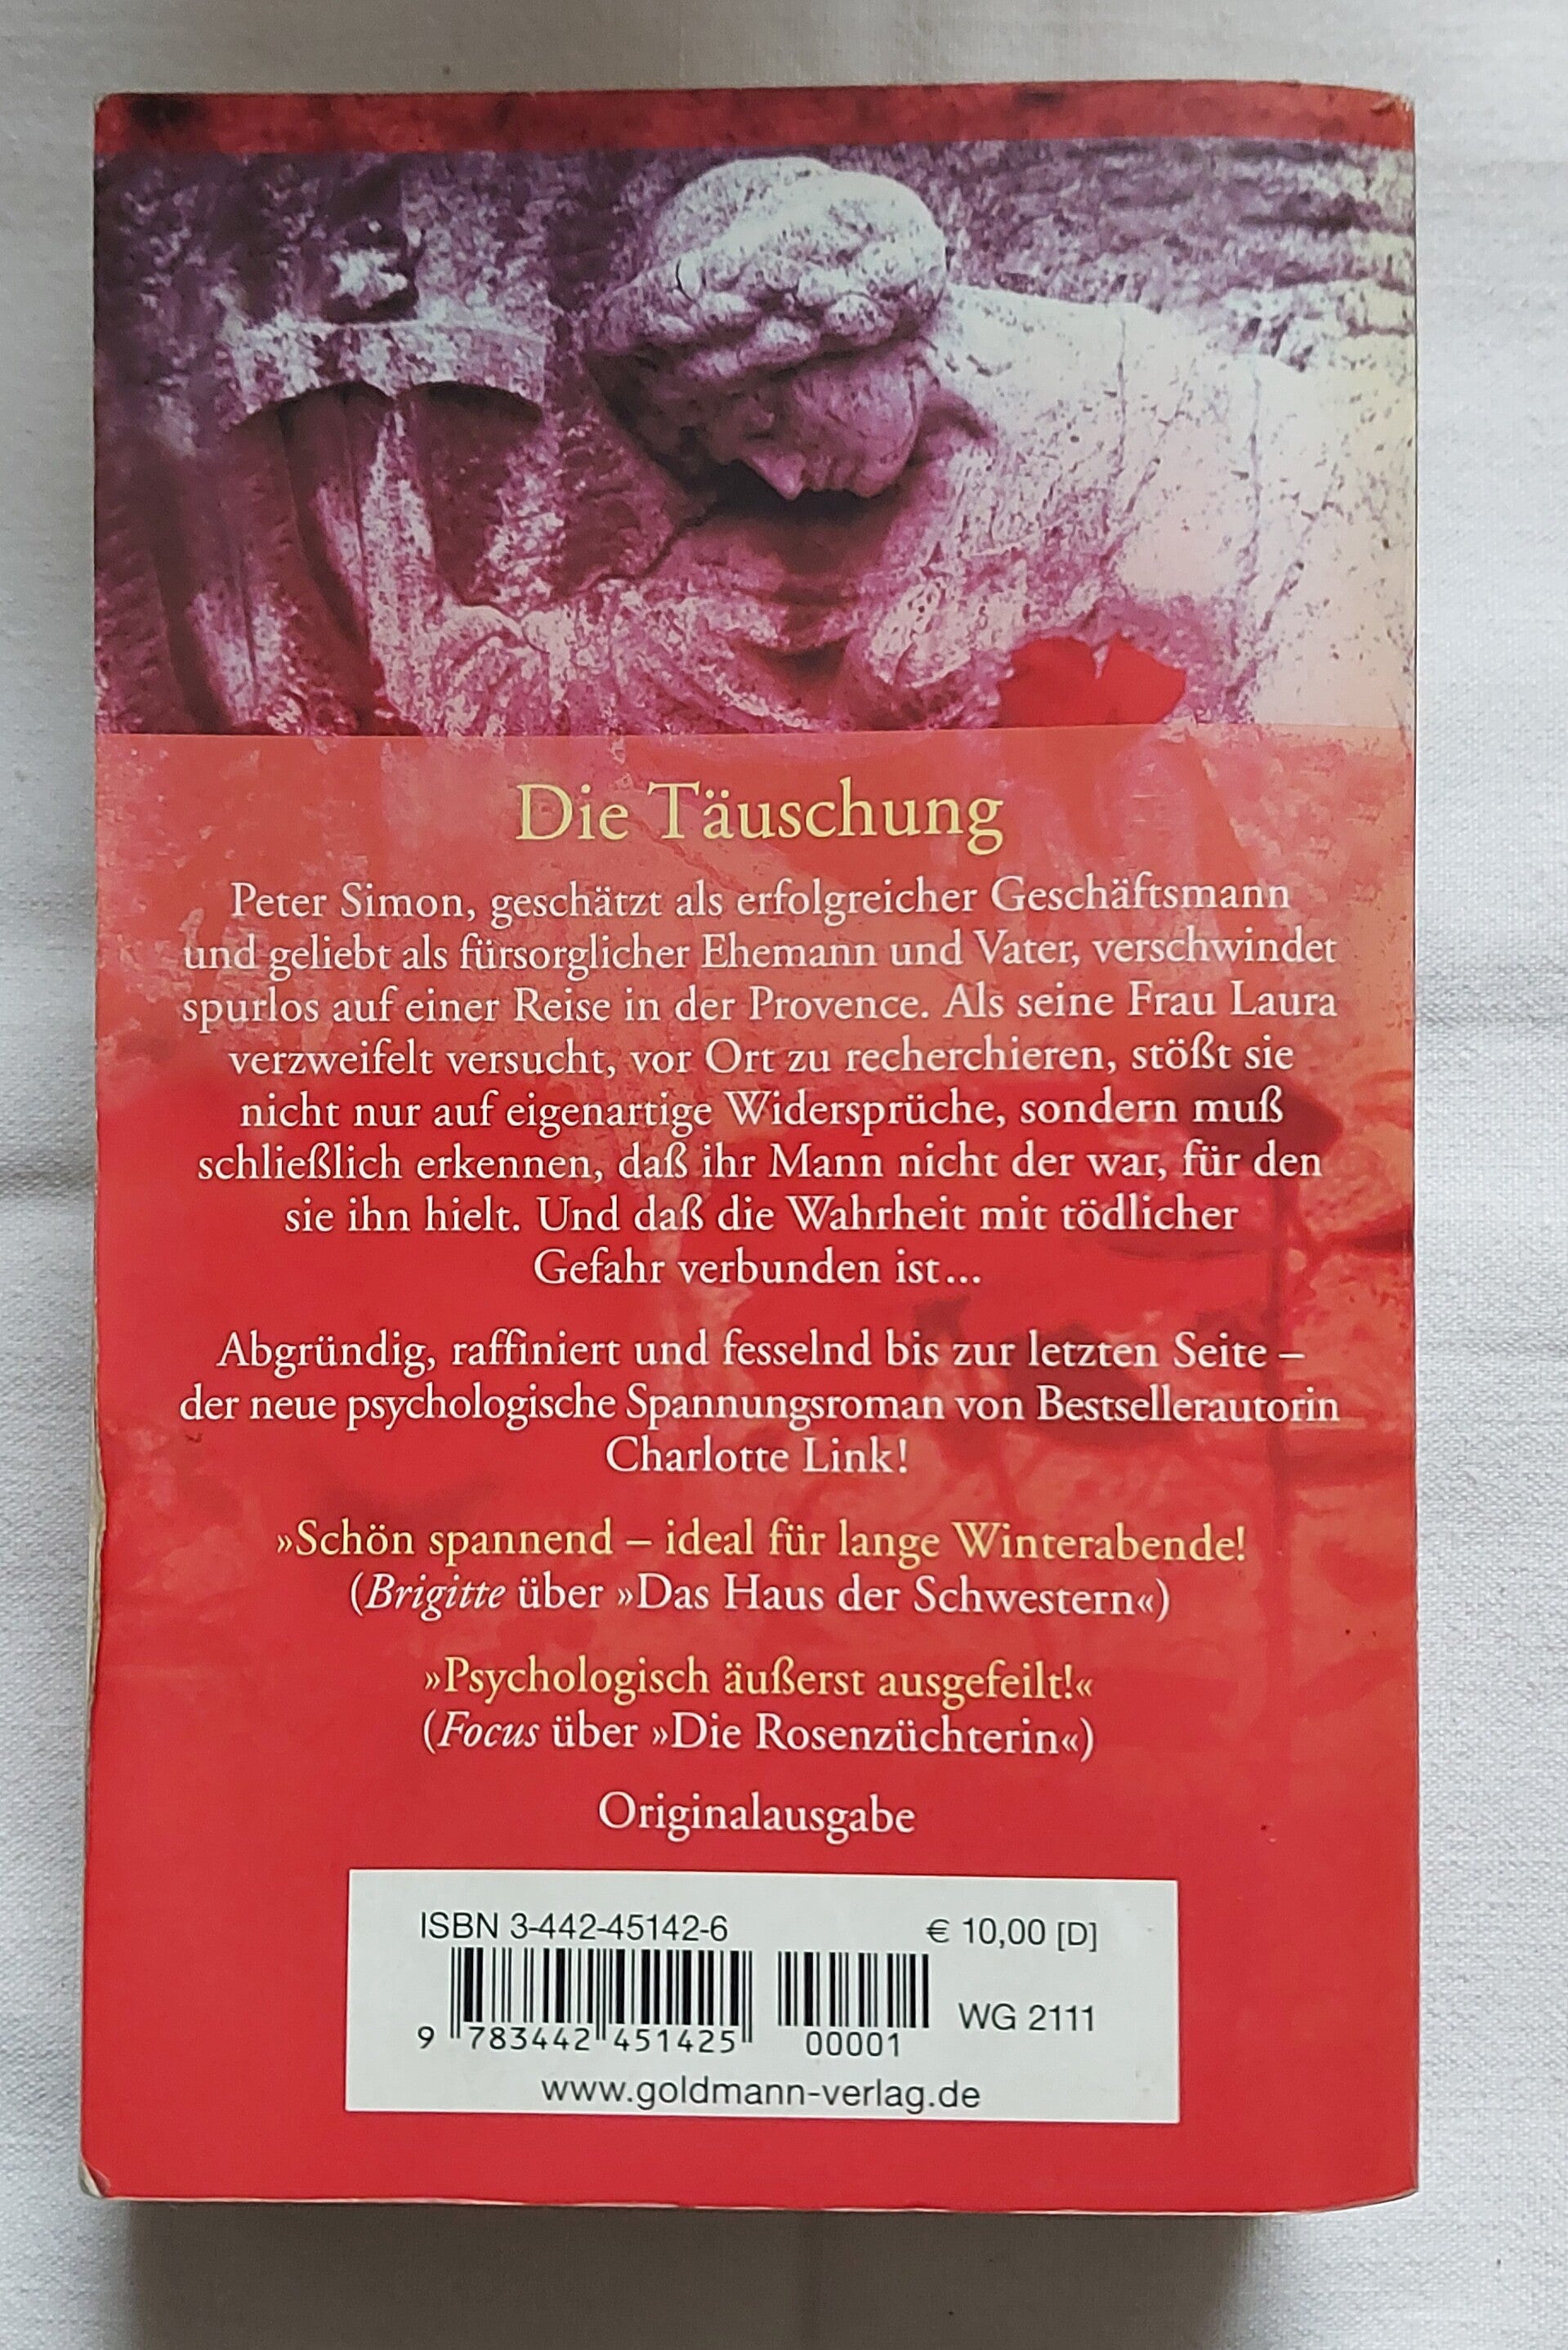 Die Täuschung
Peter Simon, geschätzt als erfolgreicher Geschäftsmann
und geliebt als fürsorglicher Ehemann und Vater, verschwindet
spurlos auf einer Reise in der Provence. Als seine Frau Laura
verzweifelt versucht, vor Ort zu recherchieren, stößt sie
nicht nur auf eigenartige Widersprüche, sondern muß
schließlich erkennen, daß ihr Mann nicht der war, für den
sie ihn hielt. Und daß die Wahrheit mit tödlicher
Gefahr verbunden ist...
Abgründig, raffiniert und fesselnd bis zur letzten Seite –
der neue psychologische Spannungsroman von Bestsellerautorin
Charlotte Link!
»Schön spannend – ideal für lange Winterabende!
(Brigitte über »Das Haus der Schwestern«)
»Psychologisch äußerst ausgefeilt!«
(Focus über »Die Rosenzüchterin«)
Originalausgabe
ISBN 3-442-45142-6 € 10,00 [D]
WG 2111
9 783442 451425 00001
www.goldmann-verlag.de